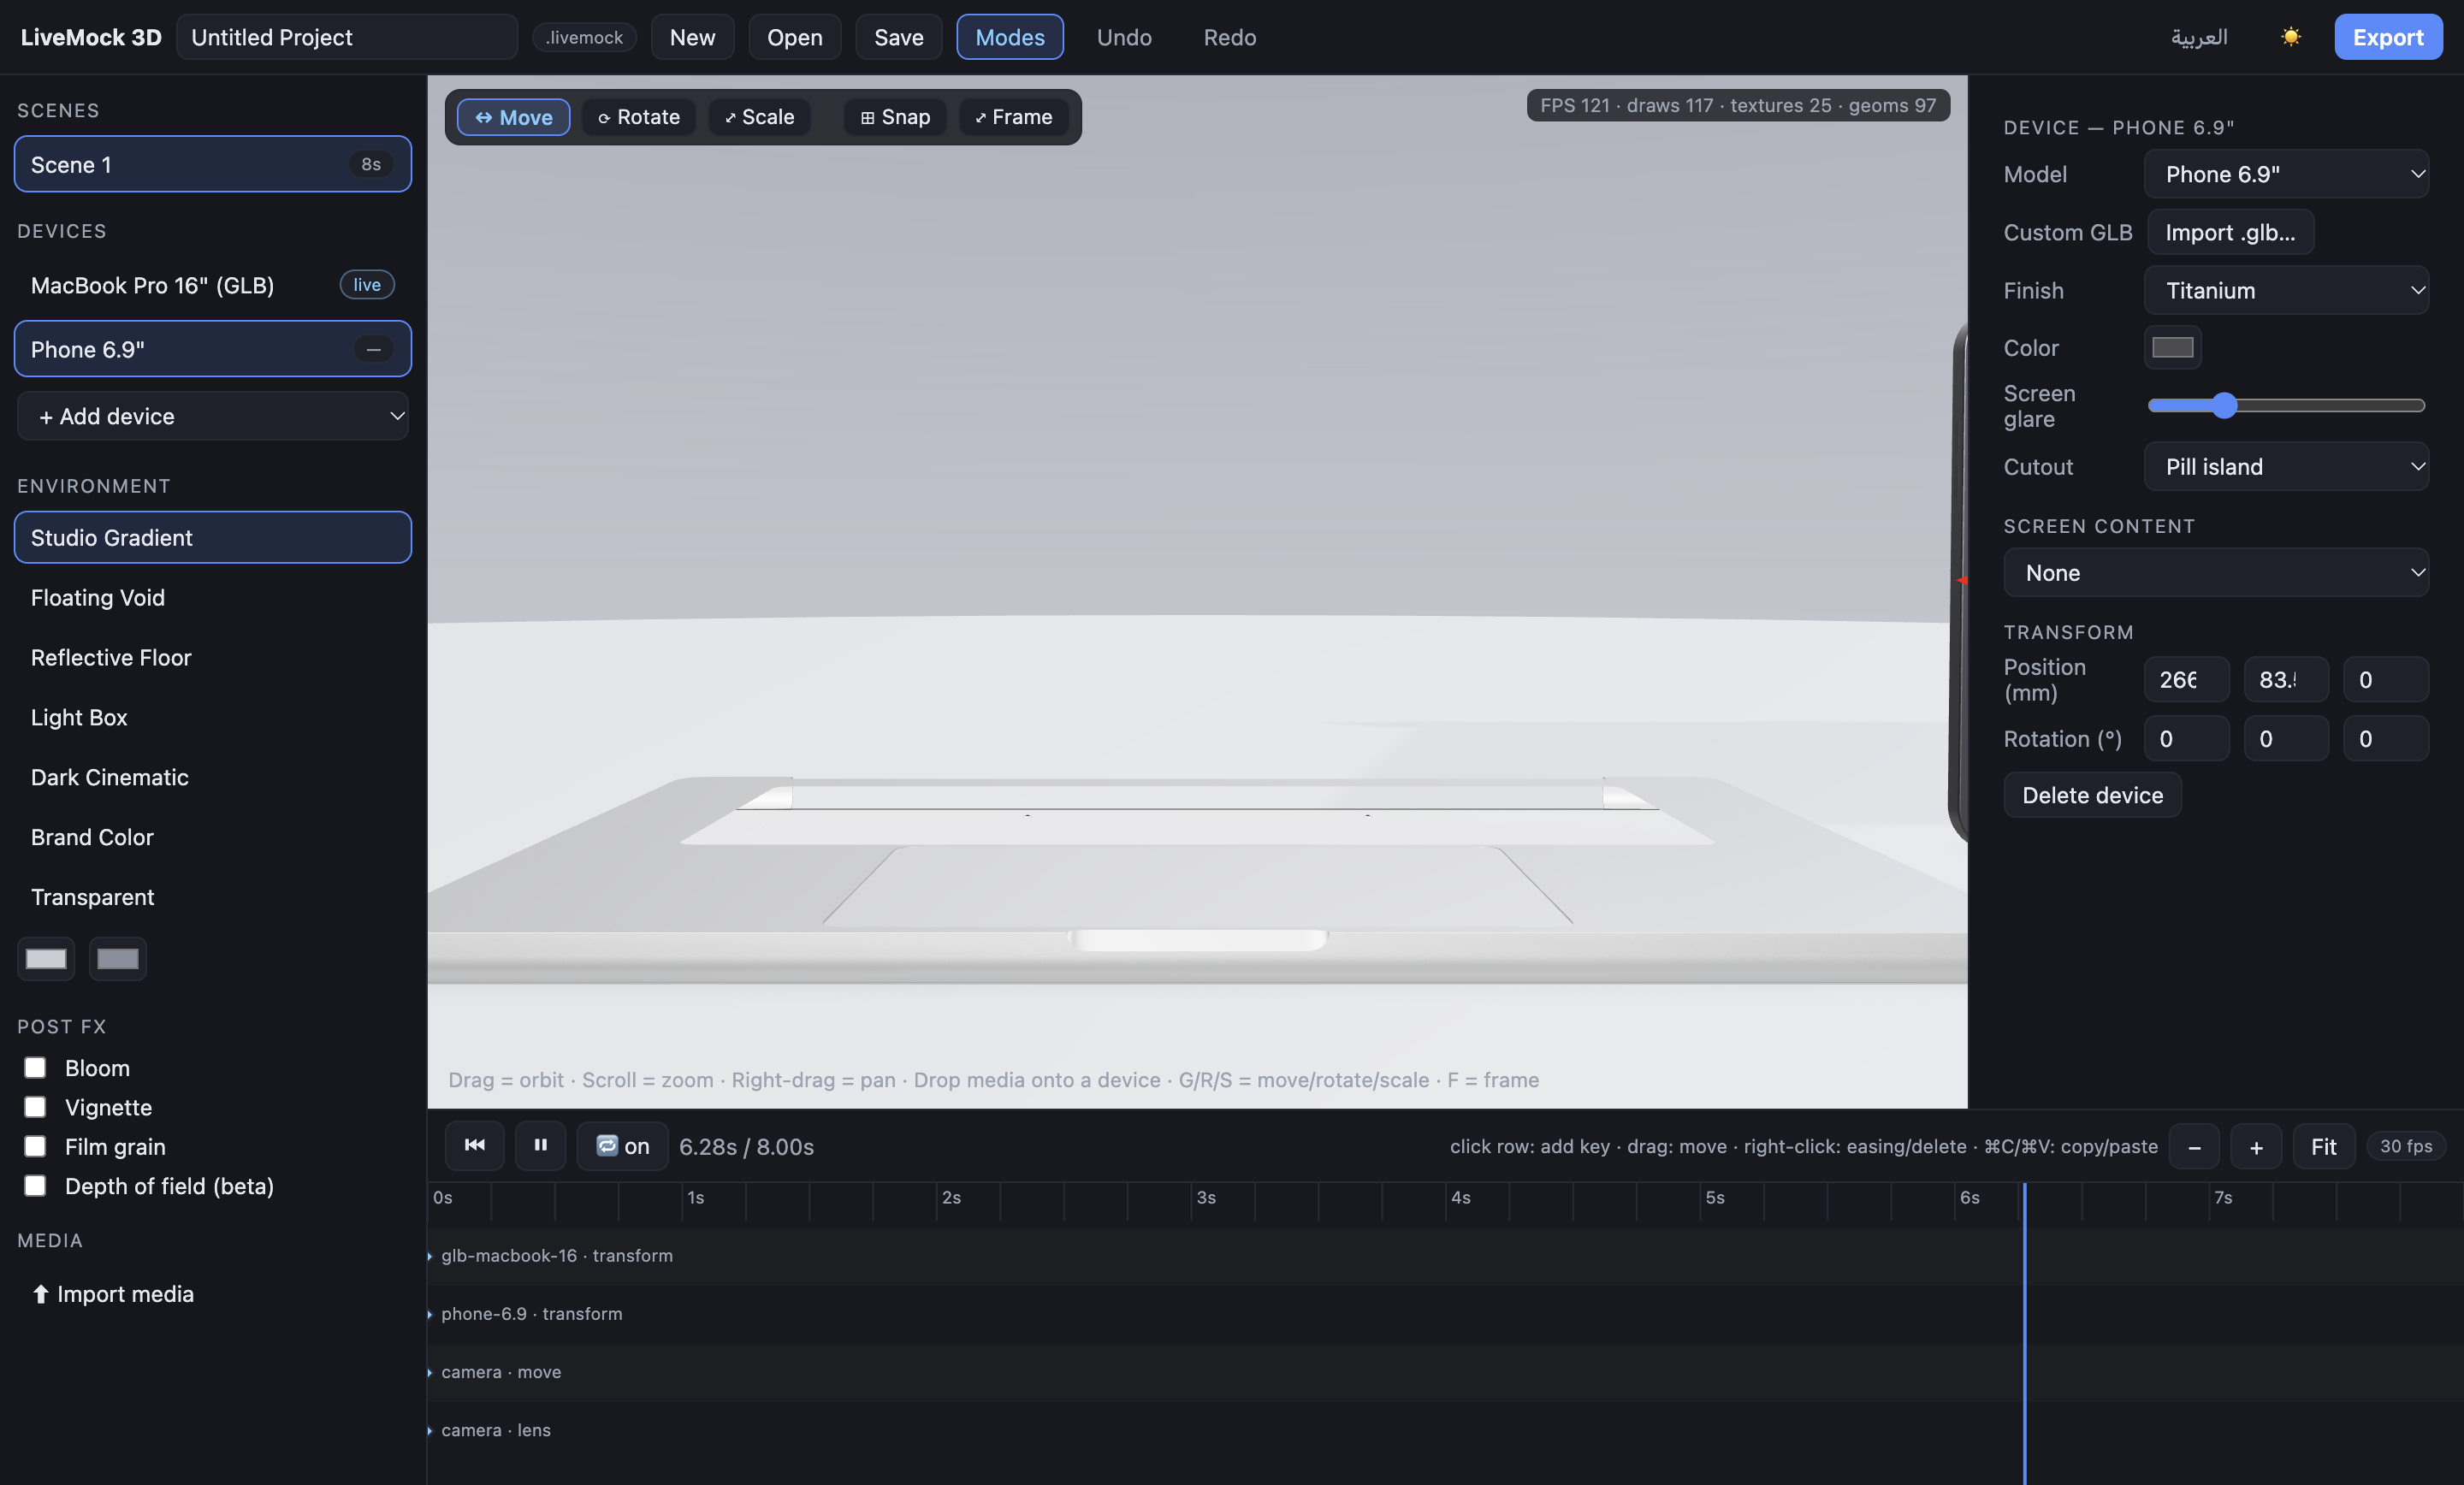 LiveMock 3D
Untitled Project
.livemock
New
Open
Save
Modes
Undo
Redo
العربية
Export
SCENES
Scene 1
8s
DEVICES
MacBook Pro 16" (GLB)
live
Phone 6.9"
—
+ Add device
ENVIRONMENT
Studio Gradient
Floating Void
Reflective Floor
Light Box
Dark Cinematic
Brand Color
Transparent
POST FX
Bloom
Vignette
Film grain
Depth of field (beta)
MEDIA
Import media
Move
Rotate
Scale
Snap
Frame
FPS 121 · draws 117 · textures 25 · geoms 97
Drag = orbit · Scroll = zoom · Right-drag = pan · Drop media onto a device · G/R/S = move/rotate/scale · F = frame
DEVICE — PHONE 6.9"
Model
Phone 6.9"
Custom GLB
Import .glb...
Finish
Titanium
Color
Screen
glare
Cutout
Pill island
SCREEN CONTENT
None
TRANSFORM
Position
(mm)
266
83.
0
Rotation (°)
0
0
0
Delete device
on
6.28s / 8.00s
click row: add key · drag: move · right-click: easing/delete · ⌘C/⌘V: copy/paste
–
+
Fit
30 fps
0s
1s
2s
3s
4s
5s
6s
7s
glb-macbook-16 · transform
phone-6.9 · transform
camera · move
camera · lens